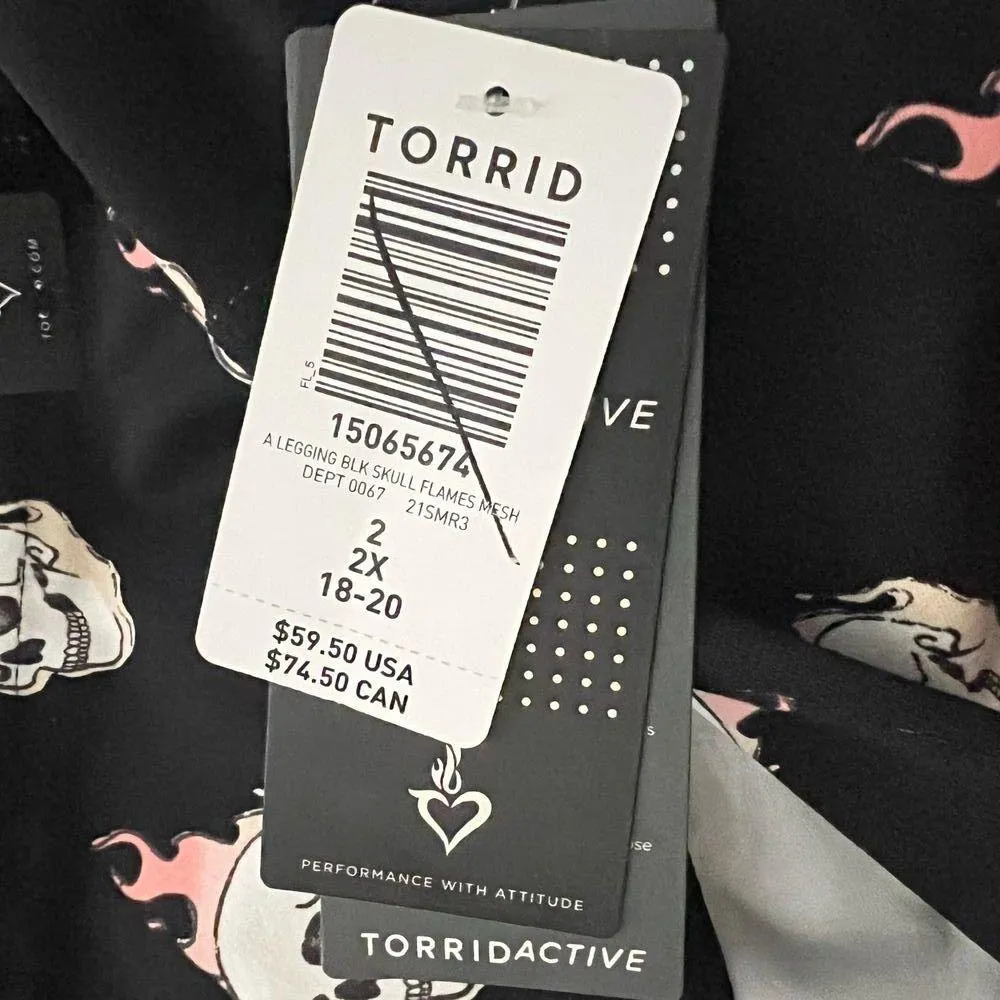 TORRID
FL_5
15065674
A LEGGING BLK SKULL FLAMES MESH
DEPT 0067 21SMR3
2
2X
18-20
$59.50 USA
$74.50 CAN
VE
s
se
PERFORMANCE WITH ATTITUDE
TORRIDACTIVE